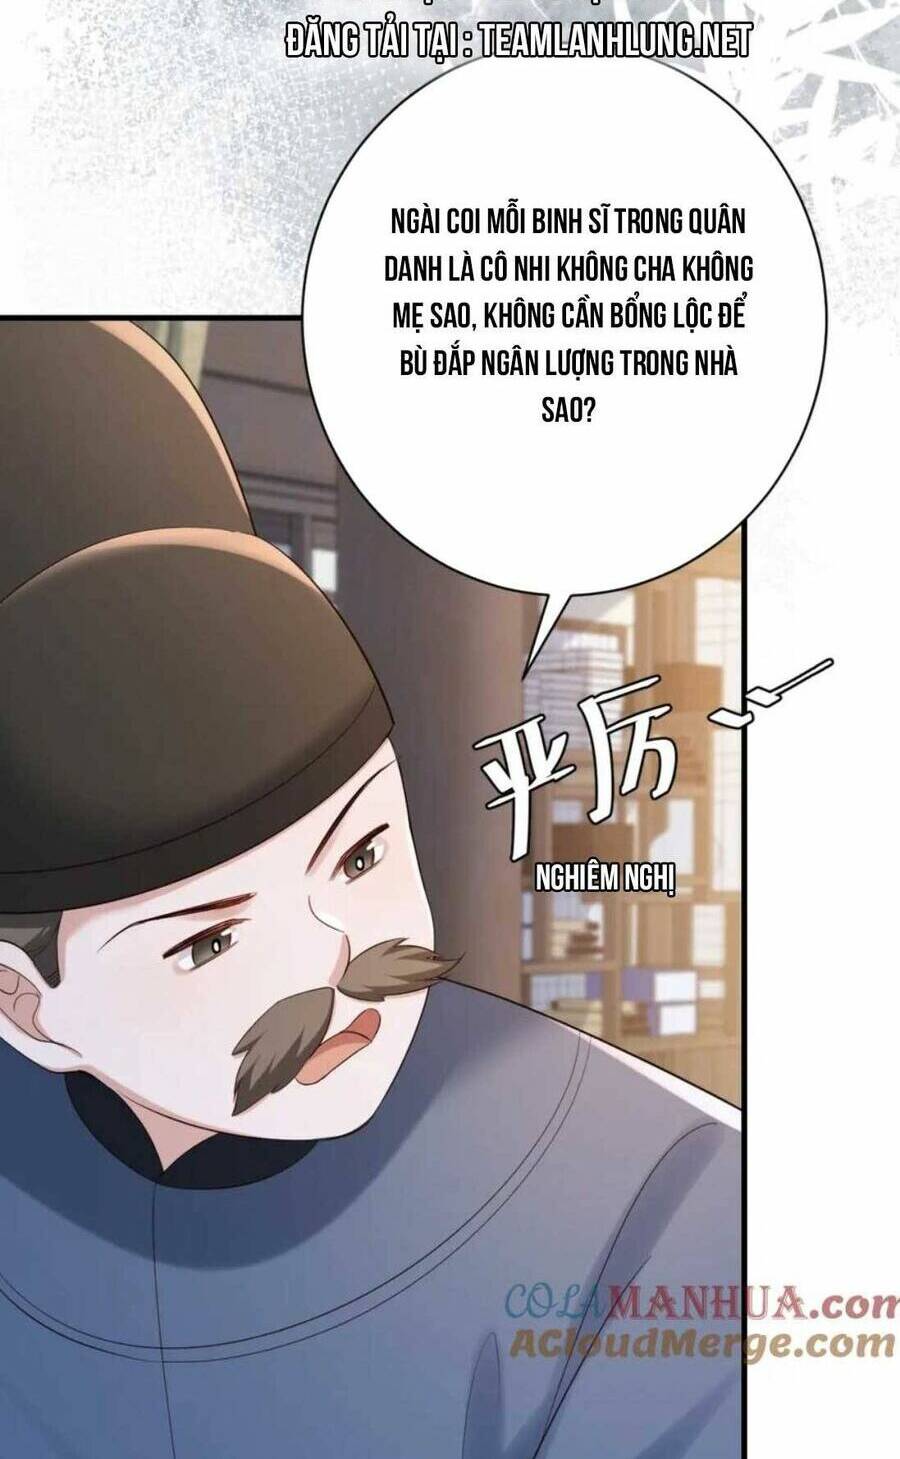 ĐĂNG TẢI TẠI : TEAMLANHLUNG.NET
NGÀI COI MỖI BINH SĨ TRONG QUÂN
DANH LÀ CÔ NHI KHÔNG CHA KHÔNG
MẸ SAO, KHÔNG CẦN BỔNG LỘC ĐỂ
BÙ ĐẮP NGÂN LƯỢNG TRONG NHÀ
SAO?
严厉
NGHIÊM NGHỊ
COLAMANHUA.com
ACloudMerge.com